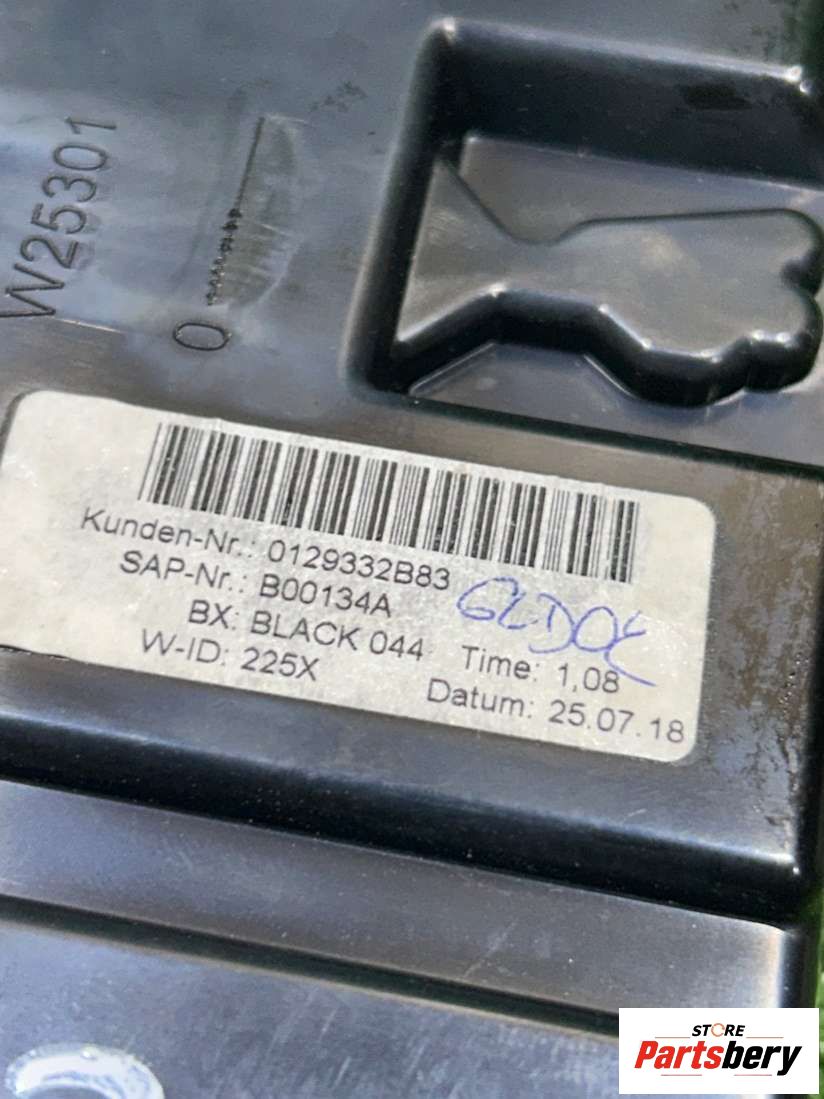 W25301
0
Kunden-Nr.: 0129332B83
SAP-Nr.: B00134A
BX: BLACK 044 Time: 1,08
W-ID: 225X Datum: 25.07.18
STORE
Partsbery